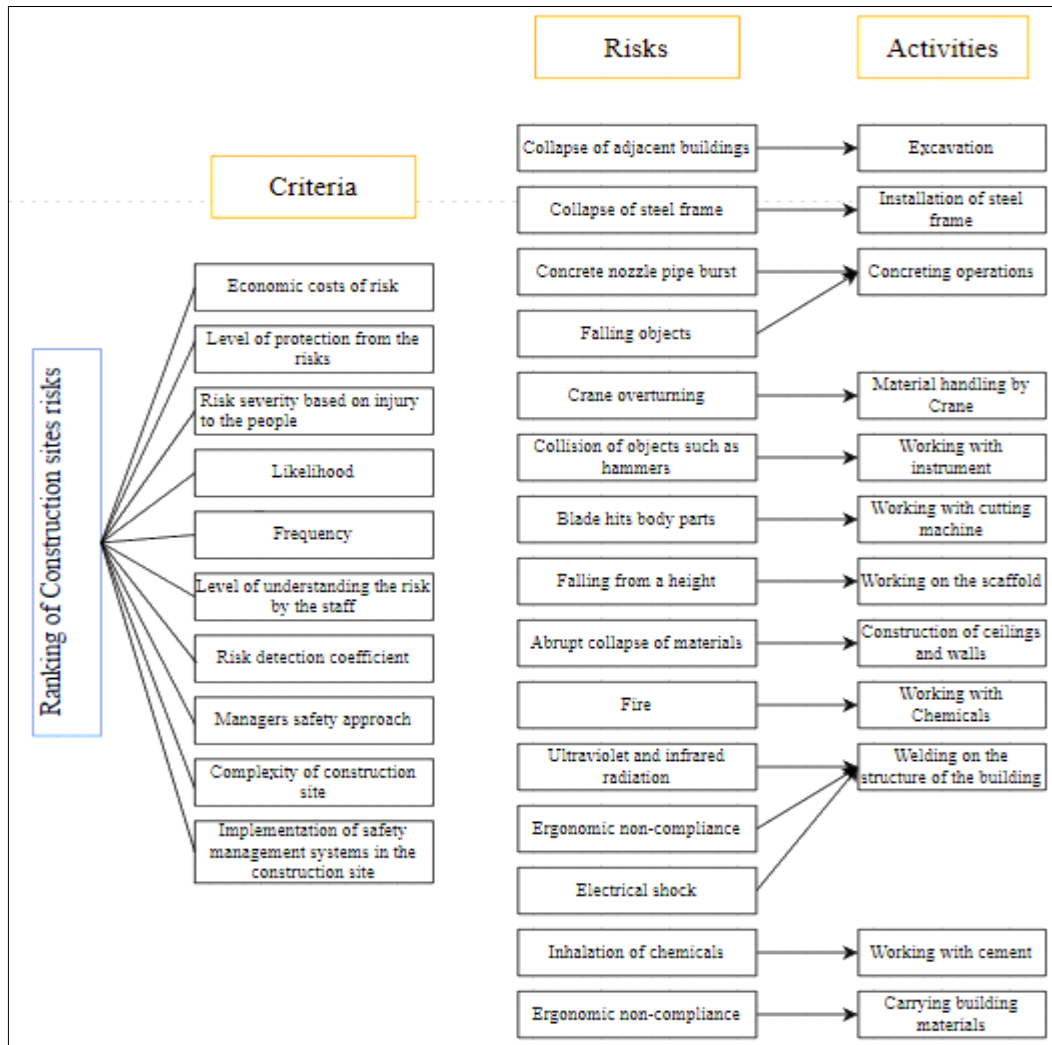 Ranking of Construction sites risks
Criteria
Economic costs of risk
Level of protection from the
risks
Risk severity based on injury
to the people
Likelihood
Frequency
Level of understanding the risk
by the staff
Risk detection coefficient
Managers safety approach
Complexity of construction
site
Implementation of safety
management systems in the
construction site
Risks
Activities
Collapse of adjacent buildings
Excavation
Collapse of steel frame
Installation of steel
frame
Concrete nozzle pipe burst
Concreting operations
Falling objects
Crane overturning
Material handling by
Crane
Collision of objects such as
hammers
Working with
instrument
Blade hits body parts
Working with cutting
machine
Falling from a height
Working on the scaffold
Abrupt collapse of materials
Construction of ceilings
and walls
Fire
Working with
Chemicals
Ultraviolet and infrared
radiation
Welding on the
structure of the building
Ergonomic non-compliance
Electrical shock
Inhalation of chemicals
Working with cement
Ergonomic non-compliance
Carrying building
materials